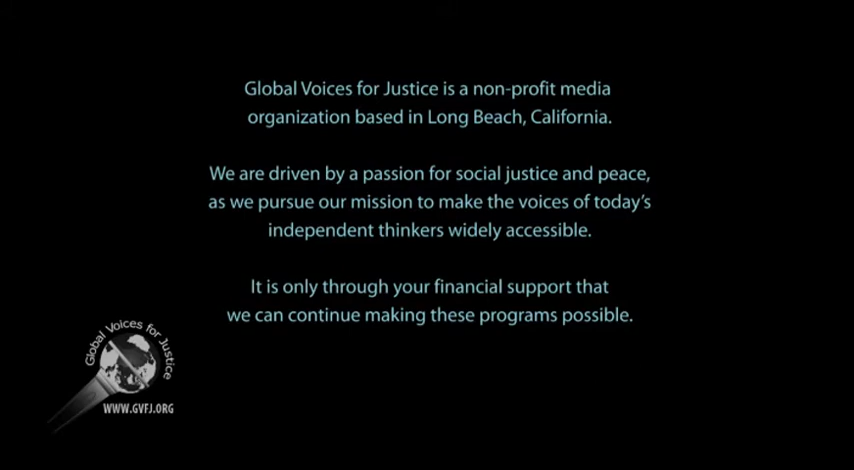 Global Voices for Justice is a non-profit media
organization based in Long Beach, California.
We are driven by a passion for social justice and peace,
as we pursue our mission to make the voices of today's
independent thinkers widely accessible.
It is only through your financial support that
we can continue making these programs possible.
Global Voices for Justice
WWW.GVFJ.ORG